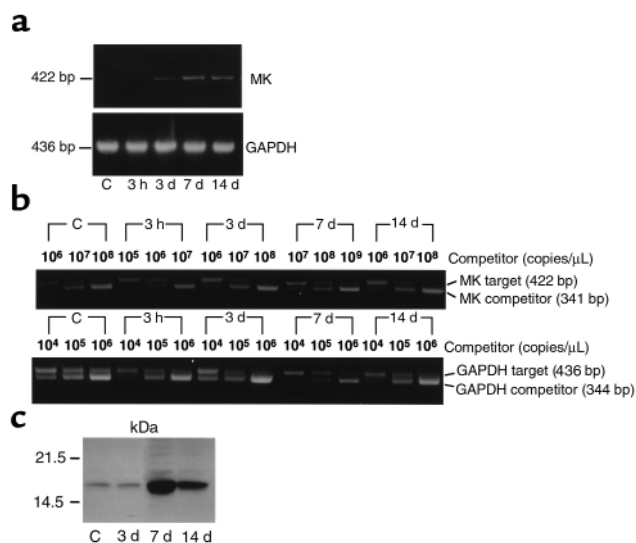 a
422 bp
MK
436 bp
GAPDH
C 3 h 3 d 7 d 14 d
b
C 3 h 3 d 7 d 14 d
10⁶ 10⁷ 10⁸ 10⁵ 10⁶ 10⁷ 10⁶ 10⁷ 10⁸ 10⁷ 10⁸ 10⁹ 10⁶ 10⁷ 10⁸ Competitor (copies/μL)
MK target (422 bp)
MK competitor (341 bp)
C 3 h 3 d 7 d 14 d
10⁴ 10⁵ 10⁶ 10⁴ 10⁵ 10⁶ 10⁴ 10⁵ 10⁶ 10⁴ 10⁵ 10⁶ 10⁴ 10⁵ 10⁶ Competitor (copies/μL)
GAPDH target (436 bp)
GAPDH competitor (344 bp)
c
kDa
21.5
14.5
C 3 d 7 d 14 d